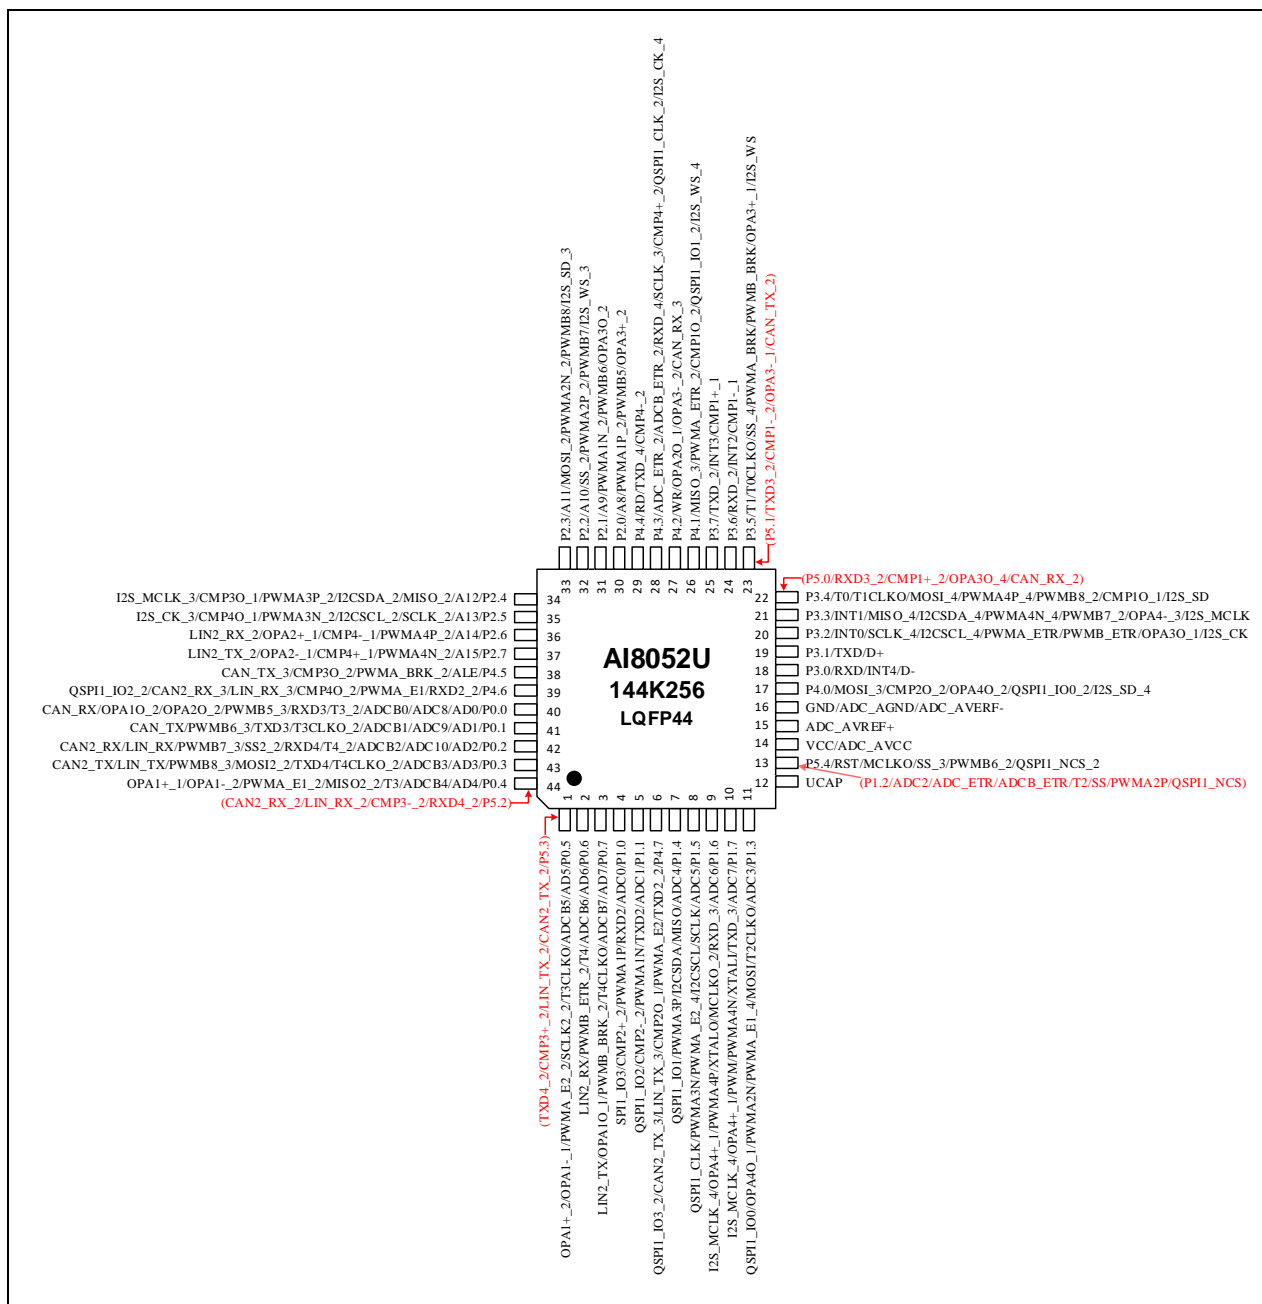 P2.3/A11/MOSI_2/PWMA2N_2/PWMB8/I2S_SD_3
P2.2/A10/SS_2/PWMA2P_2/PWMB7/I2S_WS_3
P2.1/A9/PWMA1N_2/PWMB6/OPA3O_2
P2.0/A8/PWMA1P_2/PWMB5/OPA3+_2
P4.4/RD/TXD_4/CMP4-_2
P4.3/ADC_ETR_2/ADCB_ETR_2/RXD_4/SCLK_3/CMP4+_2/QSPI1_CLK_2/I2S_CK_4
P4.2/WR/OPA2O_1/OPA3-_2/CAN_RX_3
P4.1/MISO_3/PWMA_ETR_2/CMP1O_2/QSPI1_IO1_2/I2S_WS_4
P3.7/TXD_2/INT3/CMP1+_1
P3.6/RXD_2/INT2/CMP1-_1
P3.5/T1/T0CLKO/SS_4/PWMA_BRK/PWMB_BRK/OPA3+_1/I2S_WS
(P5.1/TXD3_2/CMP1-_2/OPA3-_1/CAN_TX_2)
33 32 31 30 29 28 27 26 25 24 23
I2S_MCLK_3/CMP3O_1/PWMA3P_2/I2CSDA_2/MISO_2/A12/P2.4 34
I2S_CK_3/CMP4O_1/PWMA3N_2/I2CSCL_2/SCLK_2/A13/P2.5 35
LIN2_RX_2/OPA2+_1/CMP4-_1/PWMA4P_2/A14/P2.6 36
LIN2_TX_2/OPA2-_1/CMP4+_1/PWMA4N_2/A15/P2.7 37
CAN_TX_3/CMP3O_2/PWMA_BRK_2/ALE/P4.5 38
QSPI1_IO2_2/CAN2_RX_3/LIN_RX_3/CMP4O_2/PWMA_E1/RXD2_2/P4.6 39
CAN_RX/OPA1O_2/OPA2O_2/PWMB5_3/RXD3/T3_2/ADCB0/ADC8/AD0/P0.0 40
CAN_TX/PWMB6_3/TXD3/T3CLKO_2/ADCB1/ADC9/AD1/P0.1 41
CAN2_RX/LIN_RX/PWMB7_3/SS2_2/RXD4/T4_2/ADCB2/ADC10/AD2/P0.2 42
CAN2_TX/LIN_TX/PWMB8_3/MOSI2_2/TXD4/T4CLKO_2/ADCB3/AD3/P0.3 43
OPA1+_1/OPA1-_2/PWMA_E1_2/MISO2_2/T3/ADCB4/AD4/P0.4 44
(CAN2_RX_2/LIN_RX_2/CMP3-_2/RXD4_2/P5.2)
AI8052U
144K256
LQFP44
(P5.0/RXD3_2/CMP1+_2/OPA3O_4/CAN_RX_2)
22 P3.4/T0/T1CLKO/MOSI_4/PWMA4P_4/PWMB8_2/CMP1O_1/I2S_SD
21 P3.3/INT1/MISO_4/I2CSDA_4/PWMA4N_4/PWMB7_2/OPA4-_3/I2S_MCLK
20 P3.2/INT0/SCLK_4/I2CSCL_4/PWMA_ETR/PWMB_ETR/OPA3O_1/I2S_CK
19 P3.1/TXD/D+
18 P3.0/RXD/INT4/D-
17 P4.0/MOSI_3/CMP2O_2/OPA4O_2/QSPI1_IO0_2/I2S_SD_4
16 GND/ADC_AGND/ADC_AVERF-
15 ADC_AVREF+
14 VCC/ADC_AVCC
13 P5.4/RST/MCLKO/SS_3/PWMB6_2/QSPI1_NCS_2
12 UCAP (P1.2/ADC2/ADC_ETR/ADCB_ETR/T2/SS/PWMA2P/QSPI1_NCS)
1 2 3 4 5 6 7 8 9 10 11
(TXD4_2/CMP3+_2/LIN_TX_2/CAN2_TX_2/P5.3)
OPA1+_2/OPA1-_1/PWMA_E2_2/SCLK2_2/T3CLKO/ADCB5/AD5/P0.5
LIN2_RX/PWMB_ETR_2/T4/ADCB6/AD6/P0.6
LIN2_TX/OPA1O_1/PWMB_BRK_2/T4CLKO/ADCB7/AD7/P0.7
SPI1_IO3/CMP2+_2/PWMA1P/RXD2/ADC0/P1.0
QSPI1_IO2/CMP2-_2/PWMA1N/TXD2/ADC1/P1.1
QSPI1_IO3_2/CAN2_TX_3/LIN_TX_3/CMP2O_1/PWMA_E2/TXD2_2/P4.7
QSPI1_IO1/PWMA3P/I2CSDA/MISO/ADC4/P1.4
QSPI1_CLK/PWMA3N/PWMA_E2_4/I2CSCL/SCLK/ADC5/P1.5
I2S_MCLK_4/OPA4+_1/PWMA4P/XTALO/MCLKO_2/RXD_3/ADC6/P1.6
I2S_MCLK_4/OPA4+_1/PWM/PWMA4N/XTALI/TXD_3/ADC7/P1.7
QSPI1_IO0/OPA4O_1/PWMA2N/PWMA_E1_4/MOSI/T2CLKO/ADC3/P1.3